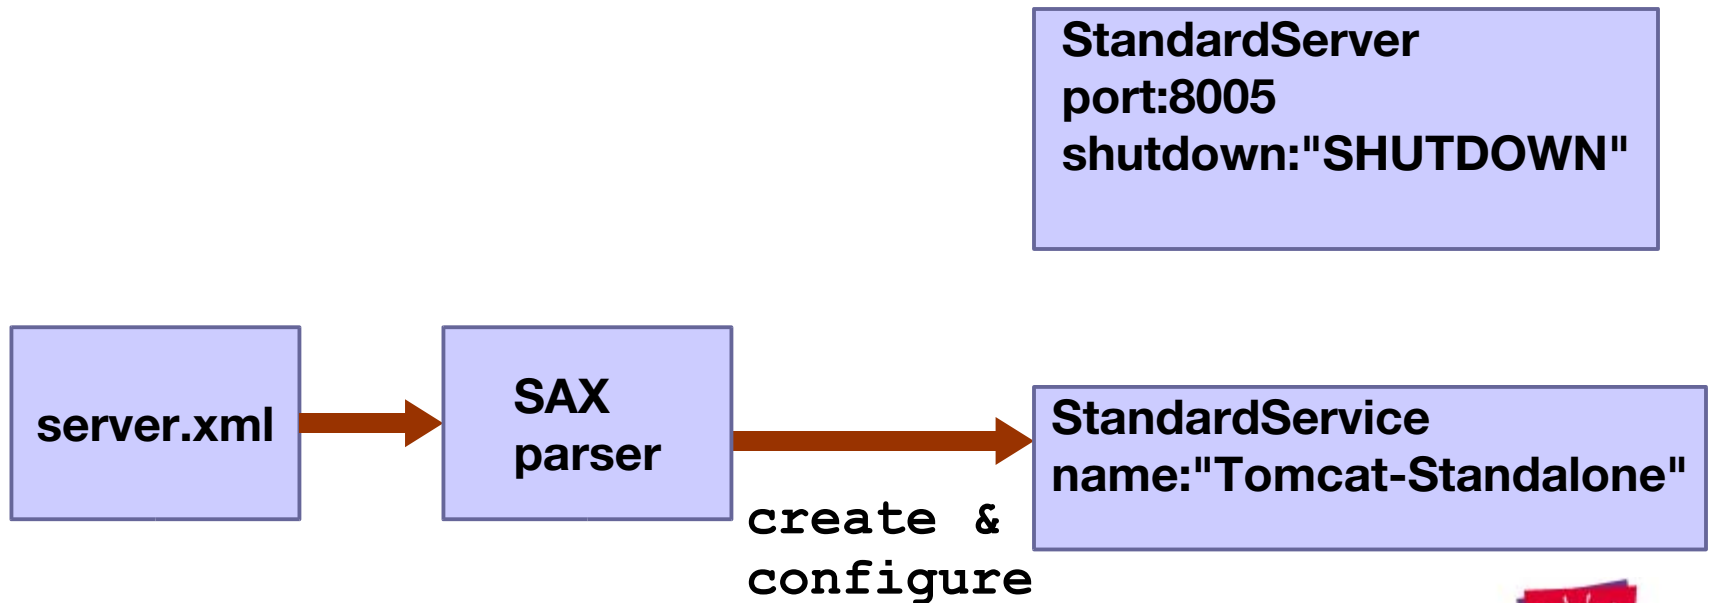 StandardServer
port:8005
shutdown:"SHUTDOWN"
server.xml
SAX
parser
create &
configure
StandardService
name:"Tomcat-Standalone"